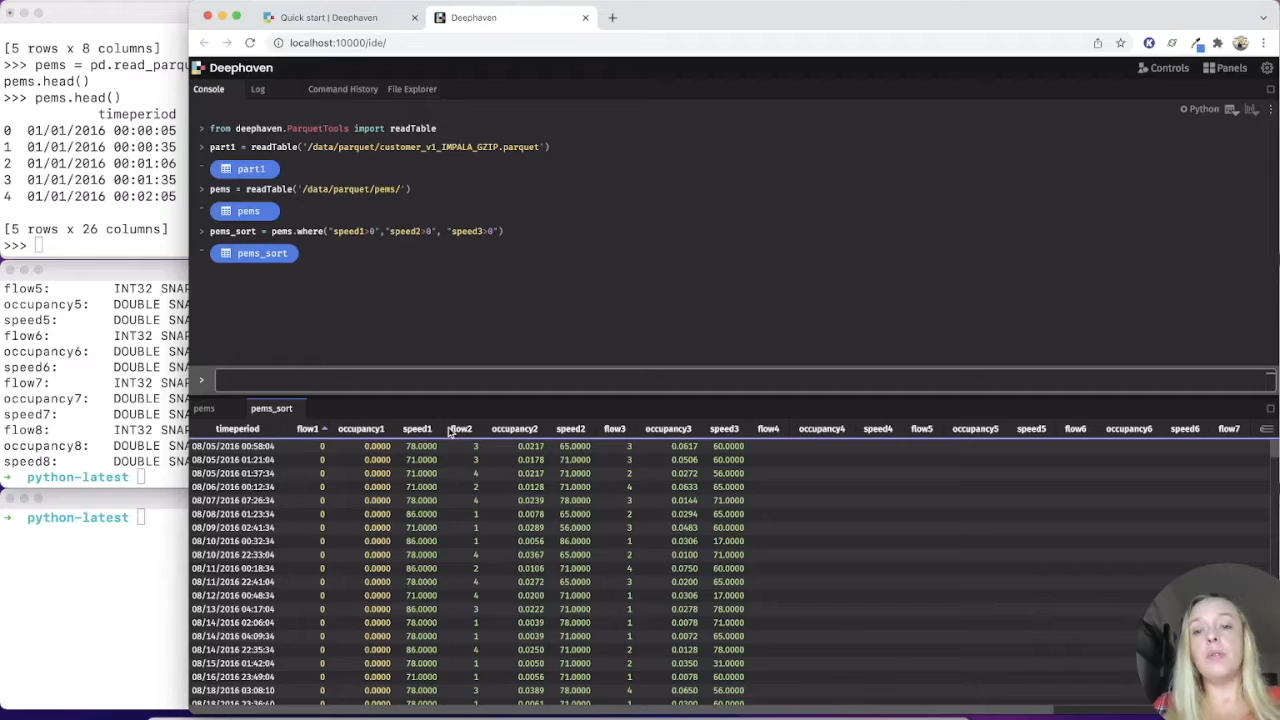 [5 rows x 8 columns]
>>> pems = pd.read_parqu
pems.head()
>>> pems.head()
timeperiod
0 01/01/2016 00:00:05
1 01/01/2016 00:00:35
2 01/01/2016 00:01:06
3 01/01/2016 00:01:35
4 01/01/2016 00:02:05
[5 rows x 26 columns]
>>>
flow5: INT32 SNAP
occupancy5: DOUBLE SNA
speed5: DOUBLE SNA
flow6: INT32 SNAP
occupancy6: DOUBLE SNA
speed6: DOUBLE SNA
flow7: INT32 SNAP
occupancy7: DOUBLE SNA
speed7: DOUBLE SNA
flow8: INT32 SNAP
occupancy8: DOUBLE SNA
speed8: DOUBLE SNA
→ python-latest
→ python-latest
Quick start | Deephaven
Deephaven
localhost:10000/ide/
Deephaven
Controls Panels
Console Log Command History File Explorer
Python
> from deephaven.ParquetTools import readTable
> part1 = readTable('/data/parquet/customer_v1_IMPALA_GZIP.parquet')
part1
> pems = readTable('/data/parquet/pems/')
pems
> pems_sort = pems.where("speed1>0","speed2>0", "speed3>0")
pems_sort
>
pems pems_sort
timeperiod flow1 occupancy1 speed1 flow2 occupancy2 speed2 flow3 occupancy3 speed3 flow4 occupancy4 speed4 flow5 occupancy5 speed5 flow6 occupancy6 speed6 flow7
08/05/2016 00:58:04 0 0.0000 78.0000 3 0.0217 65.0000 3 0.0617 60.0000
08/05/2016 01:21:04 0 0.0000 71.0000 3 0.0178 71.0000 3 0.0506 60.0000
08/05/2016 01:37:34 0 0.0000 71.0000 4 0.0217 71.0000 2 0.0272 56.0000
08/06/2016 00:12:34 0 0.0000 71.0000 2 0.0128 71.0000 4 0.0633 65.0000
08/07/2016 07:26:34 0 0.0000 78.0000 4 0.0239 78.0000 3 0.0144 71.0000
08/08/2016 01:23:34 0 0.0000 86.0000 1 0.0078 71.0000 2 0.0294 65.0000
08/09/2016 02:41:34 0 0.0000 71.0000 1 0.0289 56.0000 3 0.0483 60.0000
08/10/2016 00:32:34 0 0.0000 86.0000 1 0.0056 86.0000 1 0.0306 17.0000
08/10/2016 22:33:04 0 0.0000 78.0000 4 0.0367 65.0000 2 0.0100 71.0000
08/11/2016 00:18:34 0 0.0000 86.0000 2 0.0106 71.0000 4 0.0750 60.0000
08/11/2016 22:41:04 0 0.0000 78.0000 4 0.0272 65.0000 3 0.0200 65.0000
08/12/2016 00:48:34 0 0.0000 71.0000 4 0.0200 71.0000 1 0.0306 17.0000
08/13/2016 04:17:04 0 0.0000 86.0000 3 0.0222 71.0000 1 0.0278 78.0000
08/14/2016 02:06:04 0 0.0000 78.0000 1 0.0039 78.0000 1 0.0078 71.0000
08/14/2016 04:09:34 0 0.0000 78.0000 1 0.0039 71.0000 1 0.0072 65.0000
08/14/2016 22:35:34 0 0.0000 86.0000 4 0.0250 71.0000 2 0.0128 78.0000
08/15/2016 01:42:04 0 0.0000 78.0000 1 0.0050 71.0000 2 0.0350 31.0000
08/16/2016 23:49:04 0 0.0000 71.0000 1 0.0056 71.0000 1 0.0078 60.0000
08/18/2016 03:08:10 0 0.0000 78.0000 3 0.0389 78.0000 4 0.0650 56.0000
08/18/2016 23:36:40 0 0.0000 78.0000 1 0.0061 71.0000 1 0.0300 60.0000